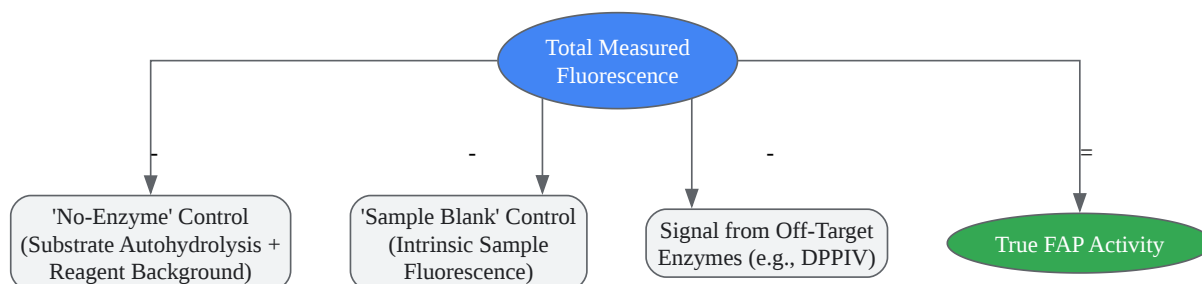 Total Measured
Fluorescence
-
-
-
=
'No-Enzyme' Control
(Substrate Autohydrolysis +
Reagent Background)
'Sample Blank' Control
(Intrinsic Sample
Fluorescence)
Signal from Off-Target
Enzymes (e.g., DPPIV)
True FAP Activity